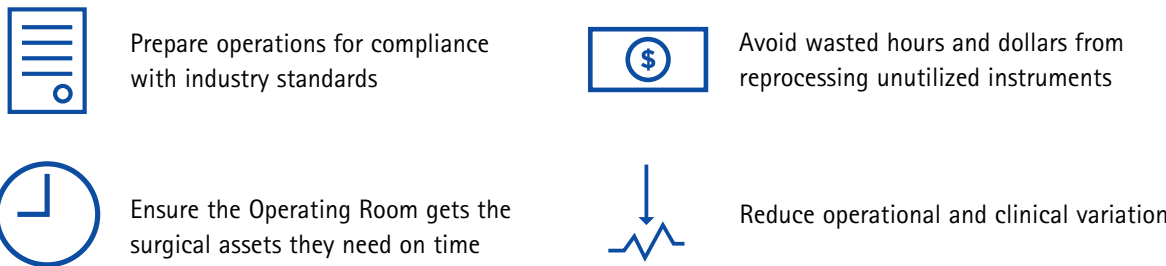 Prepare operations for compliance
with industry standards
$
Avoid wasted hours and dollars from
reprocessing unutilized instruments
Ensure the Operating Room gets the
surgical assets they need on time
Reduce operational and clinical variation